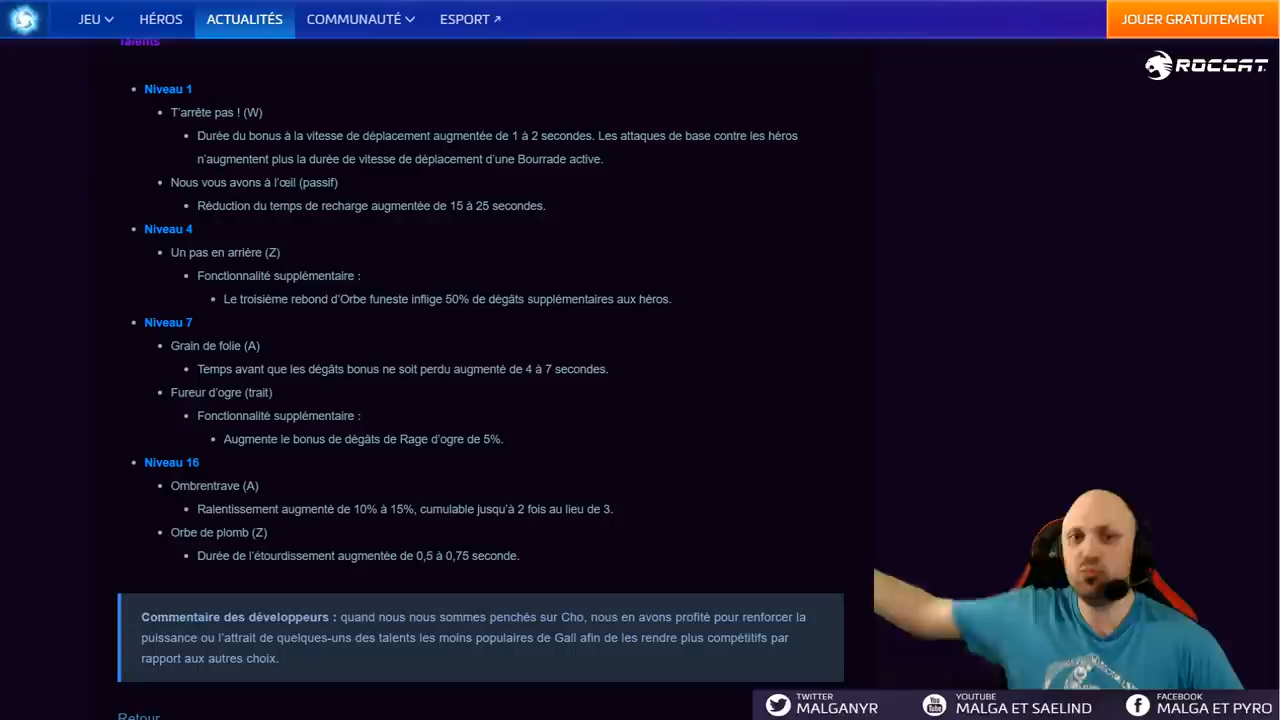 JEU HÉROS ACTUALITÉS COMMUNAUTÉ ESPORT JOUER GRATUITEMENT
Talents
ROCCAT
Niveau 1
T'arrête pas ! (W)
Durée du bonus à la vitesse de déplacement augmentée de 1 à 2 secondes. Les attaques de base contre les héros
n'augmentent plus la durée de vitesse de déplacement d'une Bourrade active.
Nous vous avons à l'œil (passif)
Réduction du temps de recharge augmentée de 15 à 25 secondes.
Niveau 4
Un pas en arrière (Z)
Fonctionnalité supplémentaire :
Le troisième rebond d'Orbe funeste inflige 50% de dégâts supplémentaires aux héros.
Niveau 7
Grain de folie (A)
Temps avant que les dégâts bonus ne soit perdu augmenté de 4 à 7 secondes.
Fureur d'ogre (trait)
Fonctionnalité supplémentaire :
Augmente le bonus de dégâts de Rage d'ogre de 5%.
Niveau 16
Ombrentrave (A)
Ralentissement augmenté de 10% à 15%, cumulable jusqu'à 2 fois au lieu de 3.
Orbe de plomb (Z)
Durée de l'étourdissement augmentée de 0,5 à 0,75 seconde.
Commentaire des développeurs : quand nous nous sommes penchés sur Cho, nous en avons profité pour renforcer la
puissance ou l'attrait de quelques-uns des talents les moins populaires de Gall afin de les rendre plus compétitifs par
rapport aux autres choix.
Retour
TWITTER
MALGANYR
YOUTUBE
MALGA ET SAELIND
FACEBOOK
MALGA ET PYRO